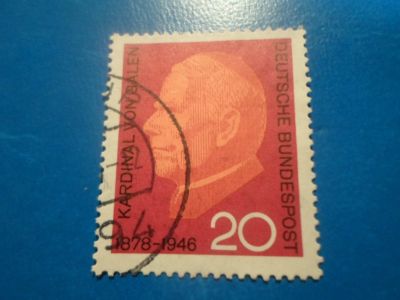 KARDINAL VON GALEN
DEUTSCHE BUNDESPOST
1878-1946
20